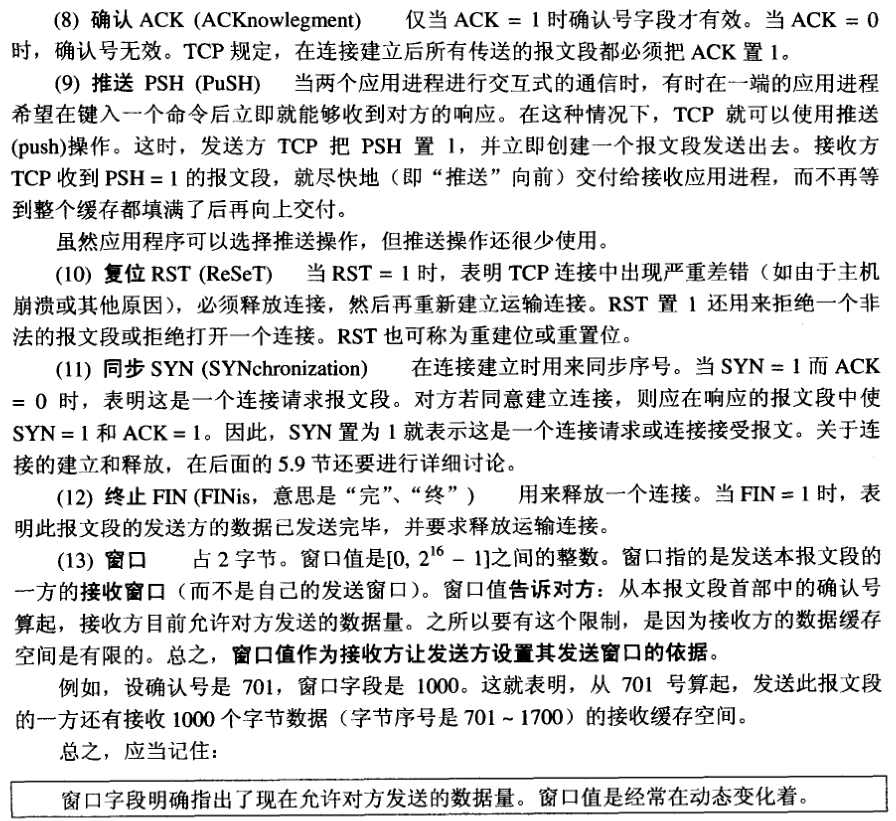 (8) 确认 ACK (ACKnowlegment) 仅当 ACK = 1 时确认号字段才有效。当 ACK = 0
时，确认号无效。TCP 规定，在连接建立后所有传送的报文段都必须把 ACK 置 1。
(9) 推送 PSH (PuSH) 当两个应用进程进行交互式的通信时，有时在一端的应用进程
希望在键入一个命令后立即就能够收到对方的响应。在这种情况下，TCP 就可以使用推送
(push)操作。这时，发送方 TCP 把 PSH 置 1，并立即创建一个报文段发送出去。接收方
TCP 收到 PSH = 1 的报文段，就尽快地（即“推送”向前）交付给接收应用进程，而不再等
到整个缓存都填满了后再向上交付。
虽然应用程序可以选择推送操作，但推送操作还很少使用。
(10) 复位 RST (ReSeT) 当 RST = 1 时，表明 TCP 连接中出现严重差错（如由于主机
崩溃或其他原因），必须释放连接，然后再重新建立运输连接。RST 置 1 还用来拒绝一个非
法的报文段或拒绝打开一个连接。RST 也可称为重建位或重置位。
(11) 同步 SYN (SYNchronization) 在连接建立时用来同步序号。当 SYN = 1 而 ACK
= 0 时，表明这是一个连接请求报文段。对方若同意建立连接，则应在响应的报文段中使
SYN = 1 和 ACK = 1。因此，SYN 置为 1 就表示这是一个连接请求或连接接受报文。关于连
接的建立和释放，在后面的 5.9 节还要进行详细讨论。
(12) 终止 FIN (FINis，意思是“完”、“终”) 用来释放一个连接。当 FIN = 1 时，表
明此报文段的发送方的数据已发送完毕，并要求释放运输连接。
(13) 窗口 占 2 字节。窗口值是[0, 2¹⁶ – 1]之间的整数。窗口指的是发送本报文段的
一方的接收窗口（而不是自己的发送窗口）。窗口值告诉对方：从本报文段首部中的确认号
算起，接收方目前允许对方发送的数据量。之所以要有这个限制，是因为接收方的数据缓存
空间是有限的。总之，窗口值作为接收方让发送方设置其发送窗口的依据。
例如，设确认号是 701，窗口字段是 1000。这就表明，从 701 号算起，发送此报文段
的一方还有接收 1000 个字节数据（字节序号是 701 ~ 1700）的接收缓存空间。
总之，应当记住：
窗口字段明确指出了现在允许对方发送的数据量。窗口值是经常在动态变化着。